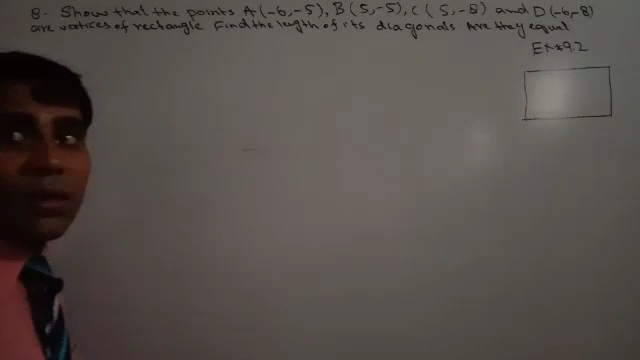 8. Show that the points A(-6,-5), B(5,-5), C(5,-8) and D(-6,-8)
are vertices of rectangle Find the length of its diagonals. Are they equal
Ex # 9.2